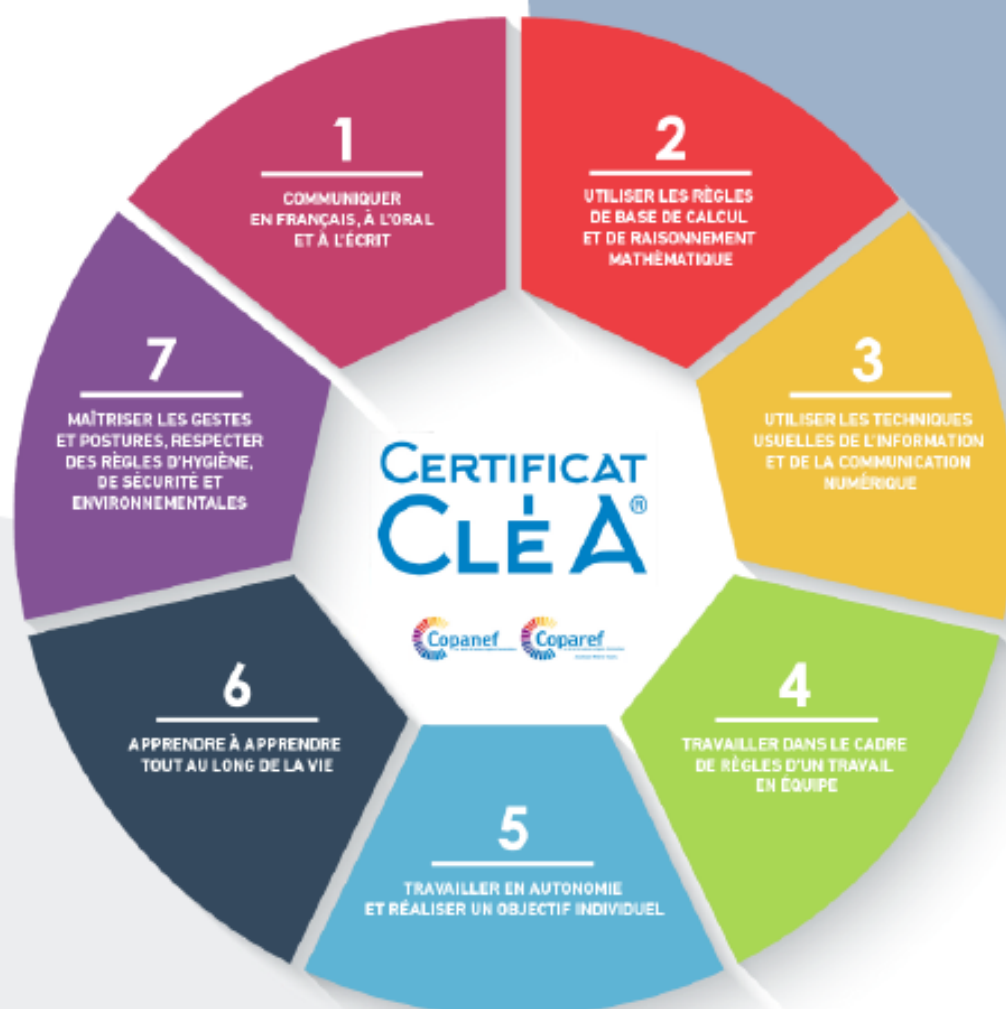 1
COMMUNIQUER
EN FRANÇAIS, À L'ORAL
ET À L'ÉCRIT
2
UTILISER LES RÈGLES
DE BASE DE CALCUL
ET DE RAISONNEMENT
MATHÉMATIQUE
3
UTILISER LES TECHNIQUES
USUELLES DE L'INFORMATION
ET DE LA COMMUNICATION
NUMÉRIQUE
4
TRAVAILLER DANS LE CADRE
DE RÈGLES D'UN TRAVAIL
EN ÉQUIPE
5
TRAVAILLER EN AUTONOMIE
ET RÉALISER UN OBJECTIF INDIVIDUEL
6
APPRENDRE À APPRENDRE
TOUT AU LONG DE LA VIE
7
MAÎTRISER LES GESTES
ET POSTURES, RESPECTER
DES RÈGLES D'HYGIÈNE,
DE SÉCURITÉ ET
ENVIRONNEMENTALES
CERTIFICAT
CLÉ A®
Copanef
Coparef